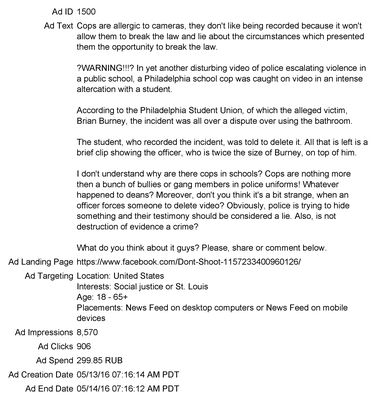 Ad ID 1500
Ad Text Cops are allergic to cameras, they don't like being recorded because it won't
allow them to break the law and lie about the circumstances which presented
them the opportunity to break the law.
?WARNING!!!? In yet another disturbing video of police escalating violence in
a public school, a Philadelphia school cop was caught on video in an intense
altercation with a student.
According to the Philadelphia Student Union, of which the alleged victim,
Brian Burney, the incident was all over a dispute over using the bathroom.
The student, who recorded the incident, was told to delete it. All that is left is a
brief clip showing the officer, who is twice the size of Burney, on top of him.
I don't understand why are there cops in schools? Cops are nothing more
then a bunch of bullies or gang members in police uniforms! Whatever
happened to deans? Moreover, don't you think it's a bit strange, when an
officer forces someone to delete video? Obviously, police is trying to hide
something and their testimony should be considered a lie. Also, is not
destruction of evidence a crime?
What do you think about it guys? Please, share or comment below.
Ad Landing Page https://www.facebook.com/Dont-Shoot-1157233400960126/
Ad Targeting Location: United States
Interests: Social justice or St. Louis
Age: 18 - 65+
Placements: News Feed on desktop computers or News Feed on mobile
devices
Ad Impressions 8,570
Ad Clicks 906
Ad Spend 299.85 RUB
Ad Creation Date 05/13/16 07:16:14 AM PDT
Ad End Date 05/14/16 07:16:12 AM PDT